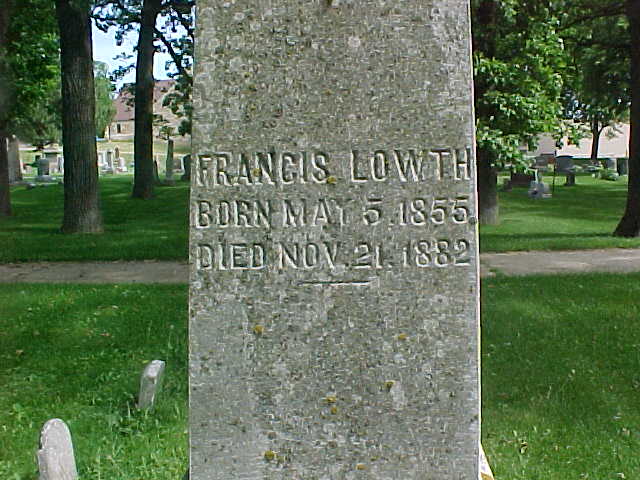 FRANCIS LOWTH
BORN MAY 5. 1855
DIED NOV. 21. 1882